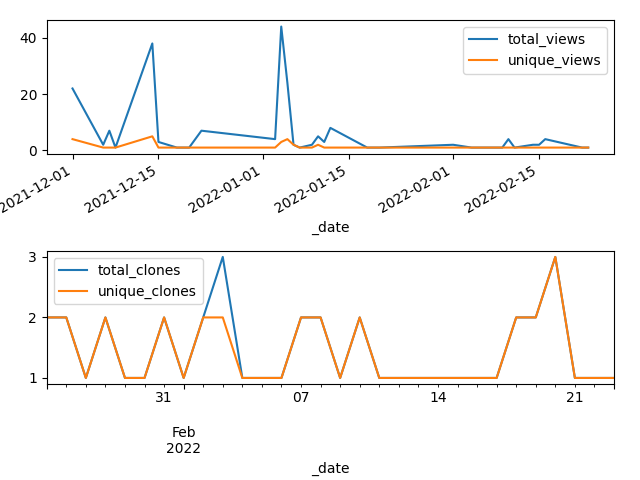 40
20
0
total_views
unique_views
2021-12-01
2021-12-15
2022-01-01
2022-01-15
2022-02-01
2022-02-15
_date
3
2
1
total_clones
unique_clones
31
07
14
21
Feb
2022
_date